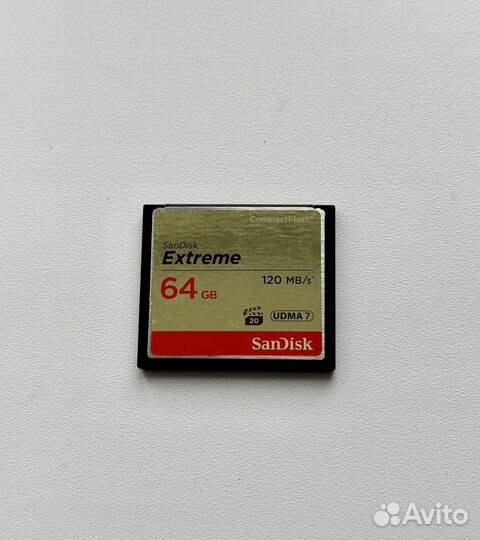 CompactFlash®
SanDisk
Extreme
64 GB 120 MB/s*
20 UDMA 7
SanDisk
Avito